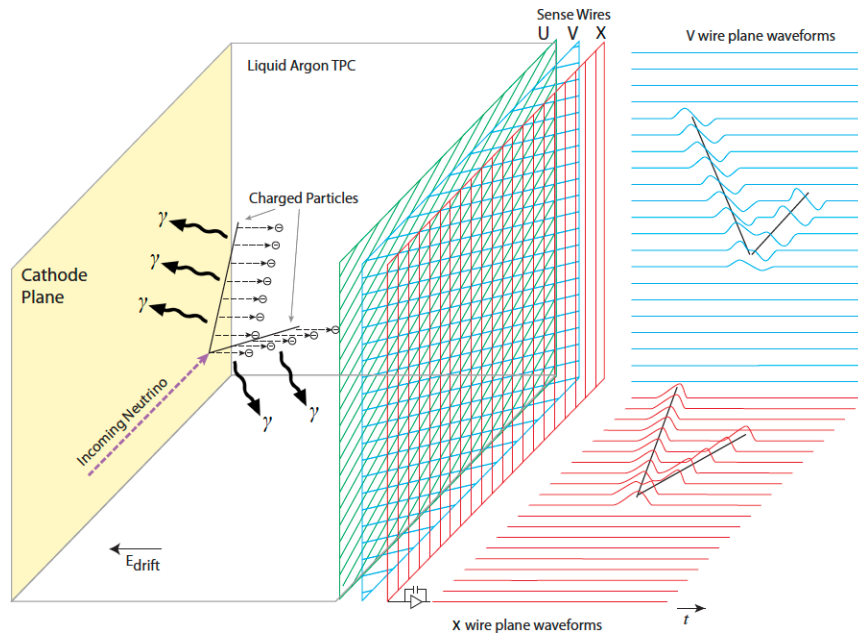 Sense Wires
U V X
V wire plane waveforms
Liquid Argon TPC
Charged Particles
γ
γ
γ
Cathode
Plane
γ
γ
Incoming Neutrino
Edrift
t
X wire plane waveforms